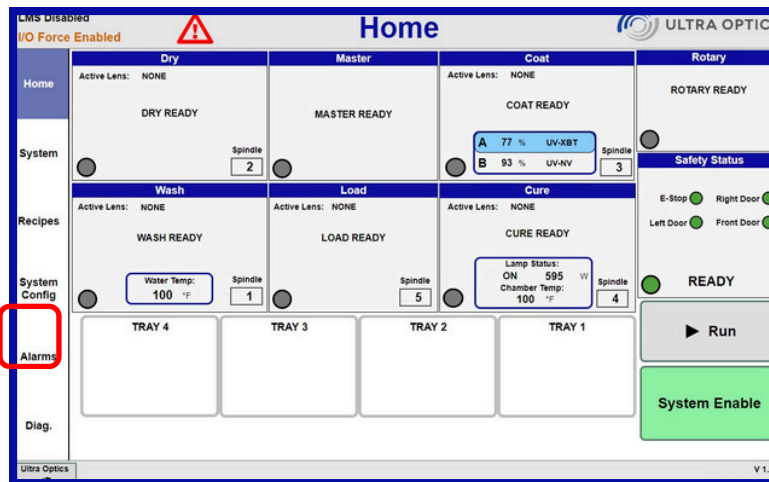 LMS Disabled
I/O Force Enabled
Home
ULTRA OPTIC
Home
System
Recipes
System
Config
Alarms
Diag.
Ultra Optics
Dry
Active Lens: NONE
DRY READY
Spindle
2
Master
MASTER READY
Coat
Active Lens: NONE
COAT READY
A 77 % UV-XBT
B 93 % UV-NV
Spindle
3
Rotary
ROTARY READY
Wash
Active Lens: NONE
WASH READY
Water Temp:
100 °F
Spindle
1
Load
Active Lens: NONE
LOAD READY
Spindle
5
Cure
Active Lens: NONE
CURE READY
Lamp Status:
ON 595 W
Chamber Temp:
100 °F
Spindle
4
Safety Status
E-Stop Right Door
Left Door Front Door
READY
TRAY 4 TRAY 3 TRAY 2 TRAY 1
Run
System Enable
V 1.